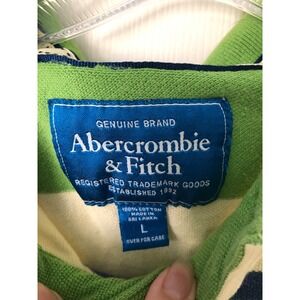 GENUINE BRAND
Abercrombie
& Fitch
REGISTERED TRADEMARK GOODS
ESTABLISHED 1892
100% COTTON
MADE IN
SRI LANKA
L
OVER FOR CARE